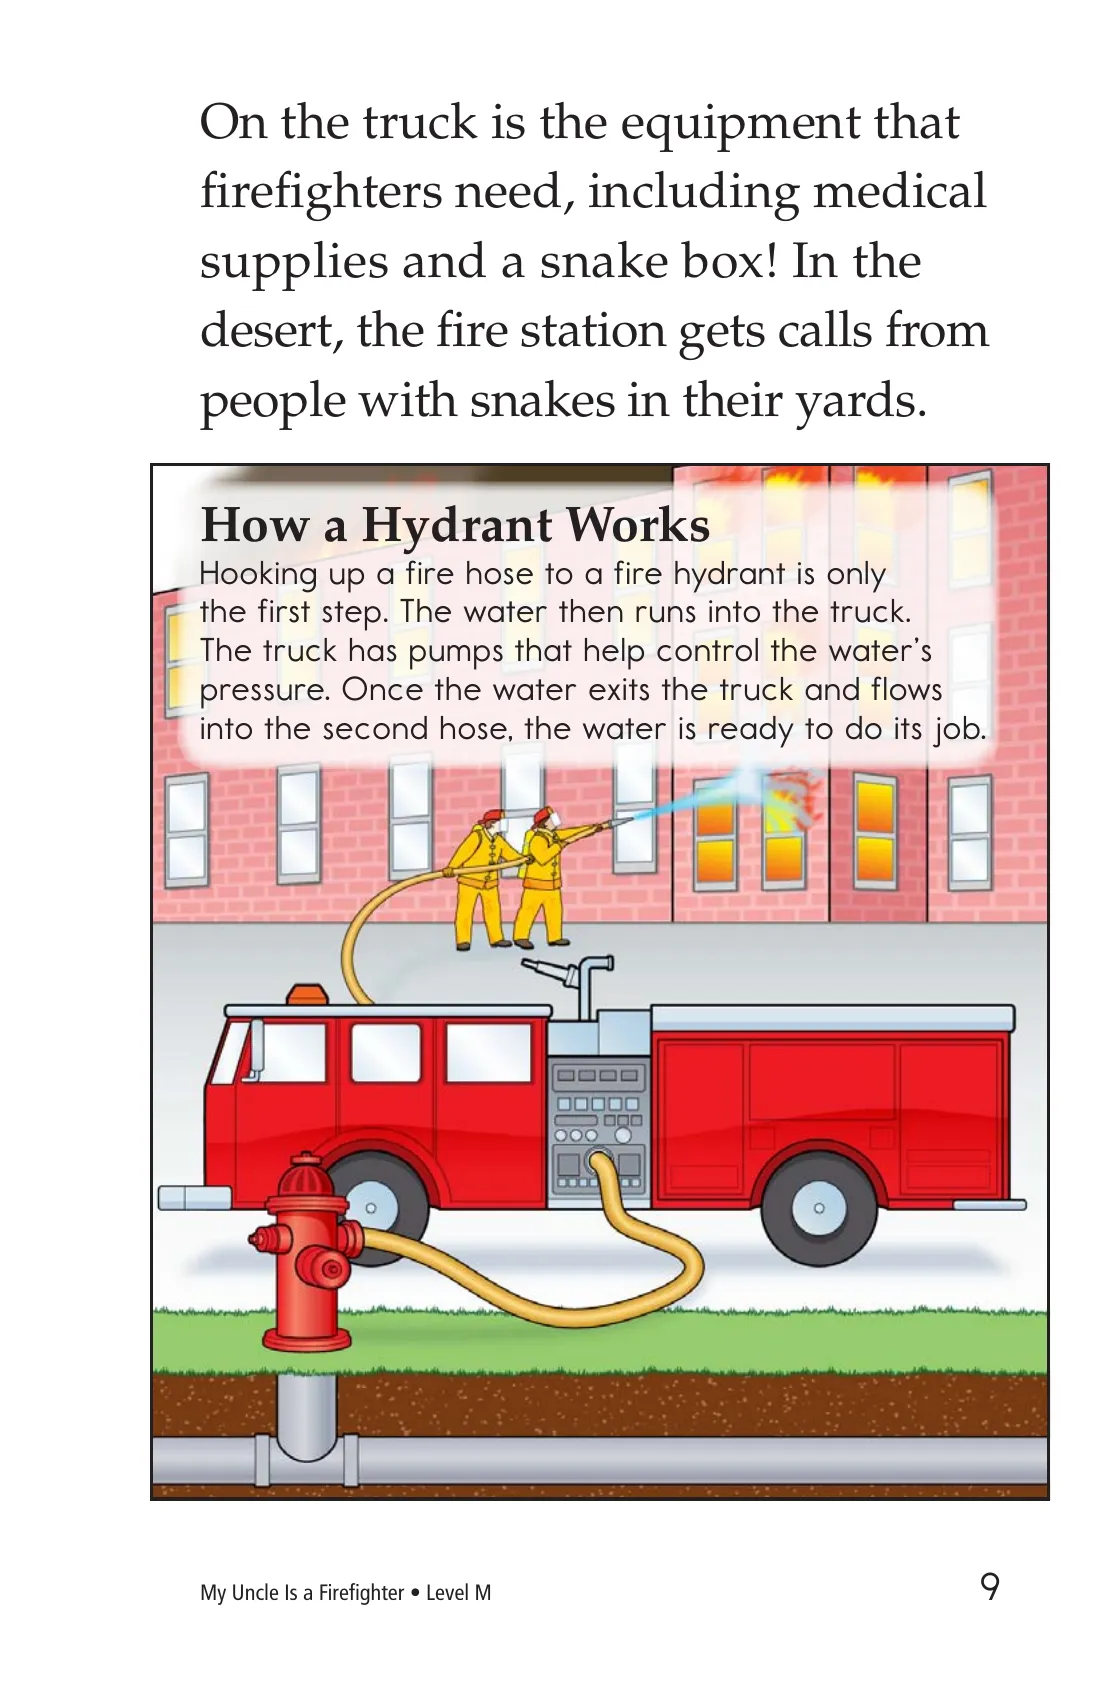 On the truck is the equipment that
firefighters need, including medical
supplies and a snake box! In the
desert, the fire station gets calls from
people with snakes in their yards.
How a Hydrant Works
Hooking up a fire hose to a fire hydrant is only
the first step. The water then runs into the truck.
The truck has pumps that help control the water’s
pressure. Once the water exits the truck and flows
into the second hose, the water is ready to do its job.
My Uncle Is a Firefighter • Level M
9